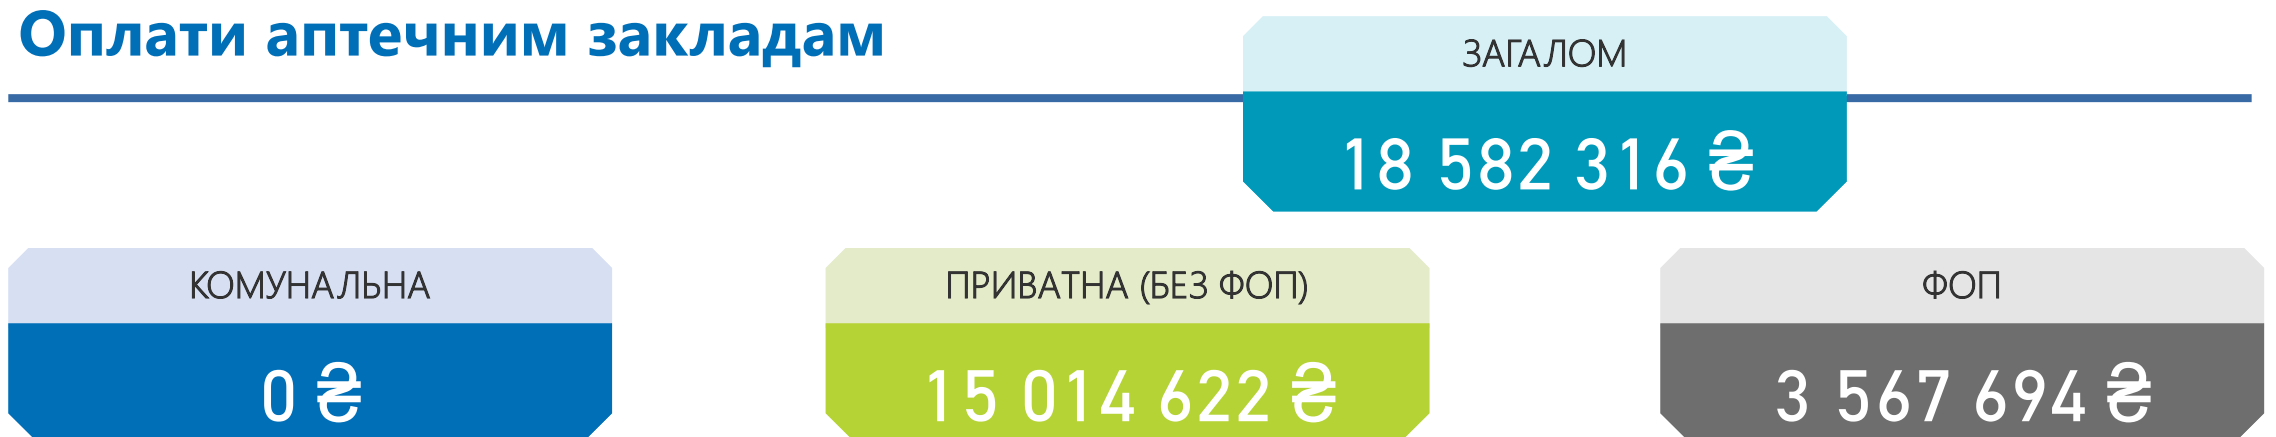 Оплати аптечним закладам
ЗАГАЛОМ
18 582 316 ₴
КОМУНАЛЬНА
0 ₴
ПРИВАТНА (БЕЗ ФОП)
15 014 622 ₴
ФОП
3 567 694 ₴